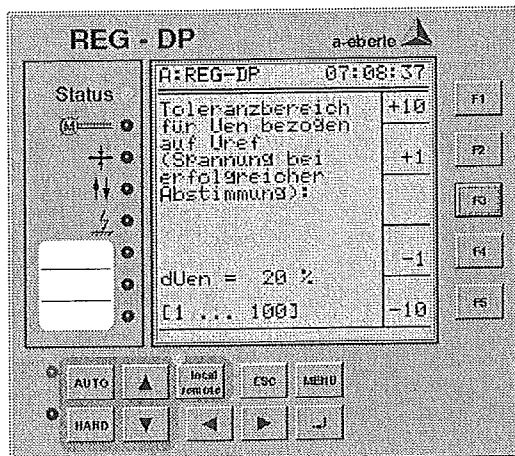 REG - DP
a-eberle
Status
M
A:REG-DP 07:08:37
Toleranzbereich
für Uen bezogen
auf Uref
(Spannung bei
erfolgreicher
Abstimmung):
dUen = 20 %
[1 ... 100]
+10
+1
-1
-10
F1
F2
F3
F4
F5
AUTO
local
remote
ESC
MENU
HAND